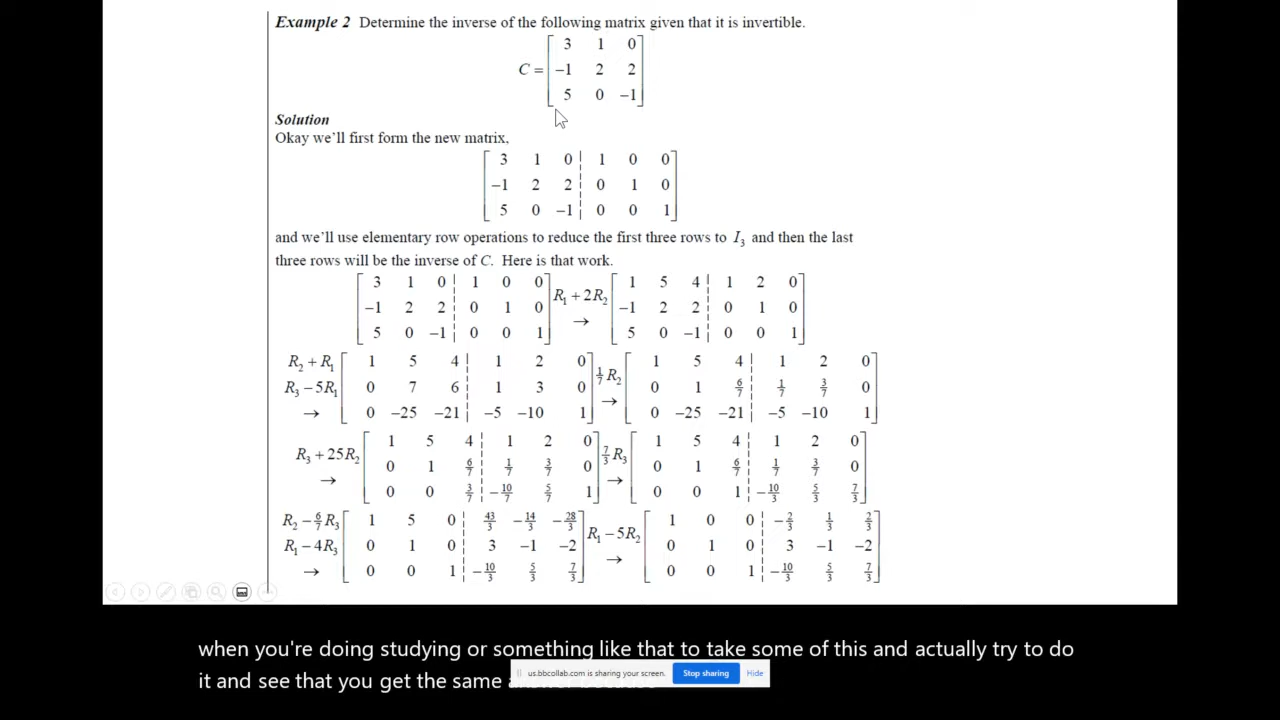 Example 2 Determine the inverse of the following matrix given that it is invertible.
3 1 0
C = −1 2 2
5 0 −1
Solution
Okay we'll first form the new matrix,
3 1 0 1 0 0
−1 2 2 0 1 0
5 0 −1 0 0 1
and we'll use elementary row operations to reduce the first three rows to I₃ and then the last
three rows will be the inverse of C. Here is that work.
3 1 0 1 0 0 R₁ + 2R₂ 1 5 4 1 2 0
−1 2 2 0 1 0 → −1 2 2 0 1 0
5 0 −1 0 0 1 5 0 −1 0 0 1
R₂ + R₁ 1 5 4 1 2 0 1/7 R₂ 1 5 4 1 2 0
R₃ − 5R₁ 0 7 6 1 3 0 → 0 1 6/7 1/7 3/7 0
→ 0 −25 −21 −5 −10 1 0 −25 −21 −5 −10 1
R₃ + 25R₂ 1 5 4 1 2 0 7/3 R₃ 1 5 4 1 2 0
→ 0 1 6/7 1/7 3/7 0 → 0 1 6/7 1/7 3/7 0
0 0 3/7 −10/7 5/7 1 0 0 1 −10/3 5/3 7/3
R₂ − 6/7 R₃ 1 5 0 43/3 −14/3 −28/3 R₁ − 5R₂ 1 0 0 −2/3 1/3 2/3
R₁ − 4R₃ 0 1 0 3 −1 −2 → 0 1 0 3 −1 −2
→ 0 0 1 −10/3 5/3 7/3 0 0 1 −10/3 5/3 7/3
when you're doing studying or something like that to take some of this and actually try to do
it and see that you get the same
us.bbcollab.com is sharing your screen. Stop sharing Hide